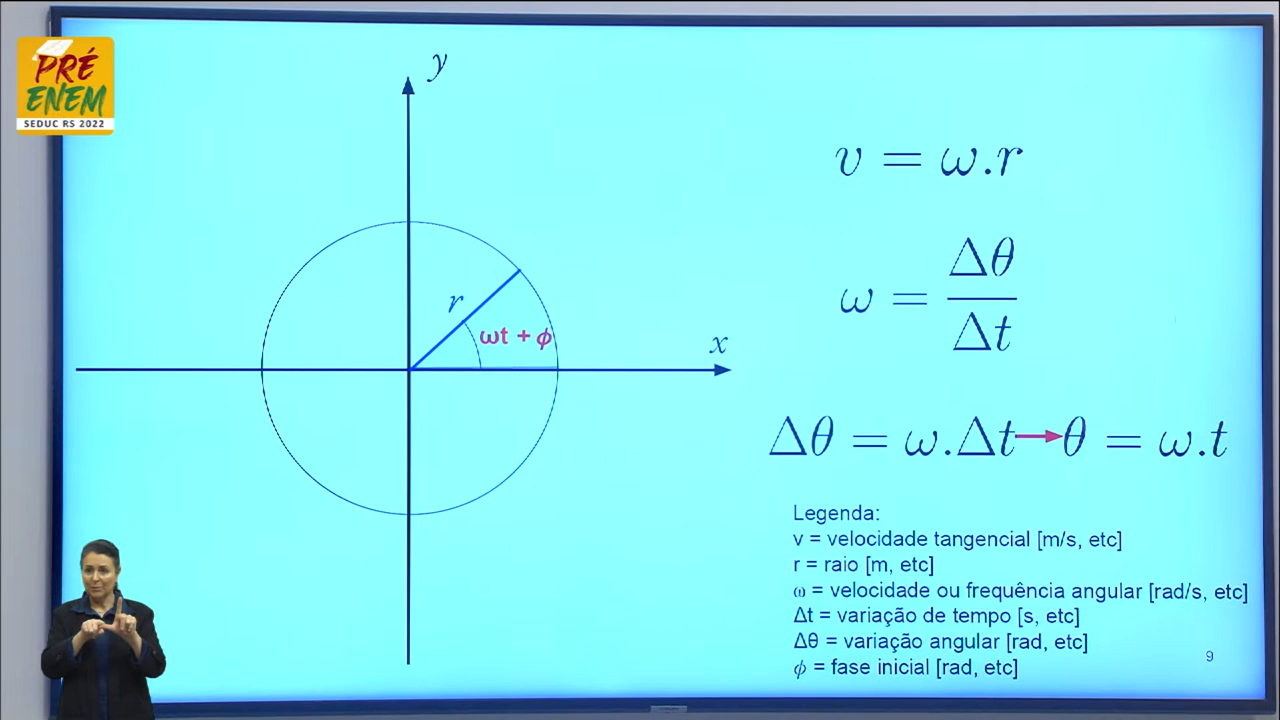 PRÉ
ENEM
SEDUC RS 2022
y
r
ωt + ϕ
x
v = ω.r
ω = Δθ/Δt
Δθ = ω.Δt → θ = ω.t
Legenda:
v = velocidade tangencial [m/s, etc]
r = raio [m, etc]
ω = velocidade ou frequência angular [rad/s, etc]
Δt = variação de tempo [s, etc]
Δθ = variação angular [rad, etc]
ϕ = fase inicial [rad, etc]
9